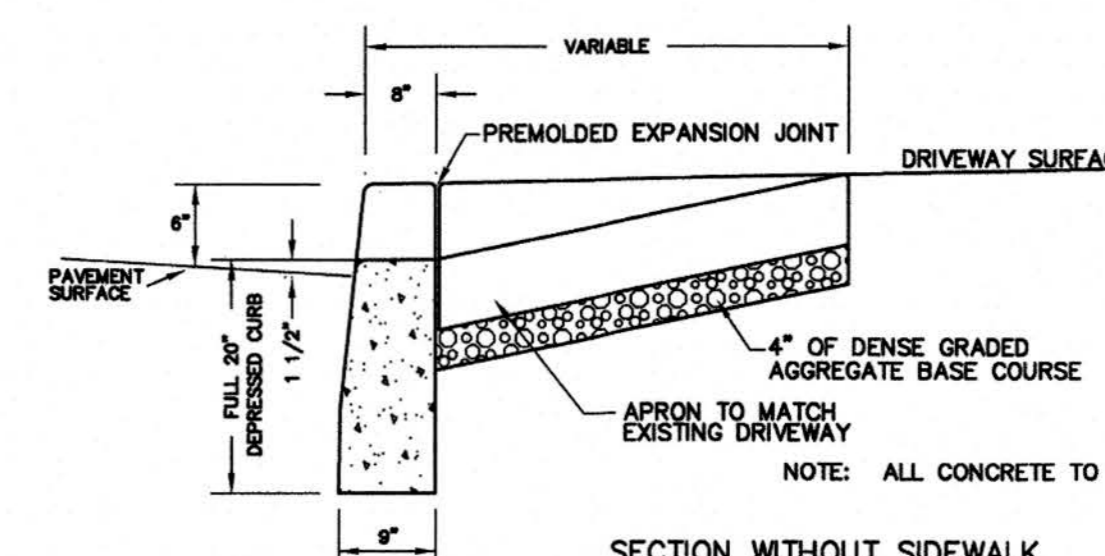 VARIABLE
8"
PREMOLDED EXPANSION JOINT
DRIVEWAY
6"
PAVEMENT
SURFACE
FULL 20"
DEPRESSED CURB
1 1/2"
4" OF DENSE GRADED
AGGREGATE BASE COURSE
APRON TO MATCH
EXISTING DRIVEWAY
NOTE: ALL CONCRETE TO
9"
SECTION WITHOUT SIDEWALK